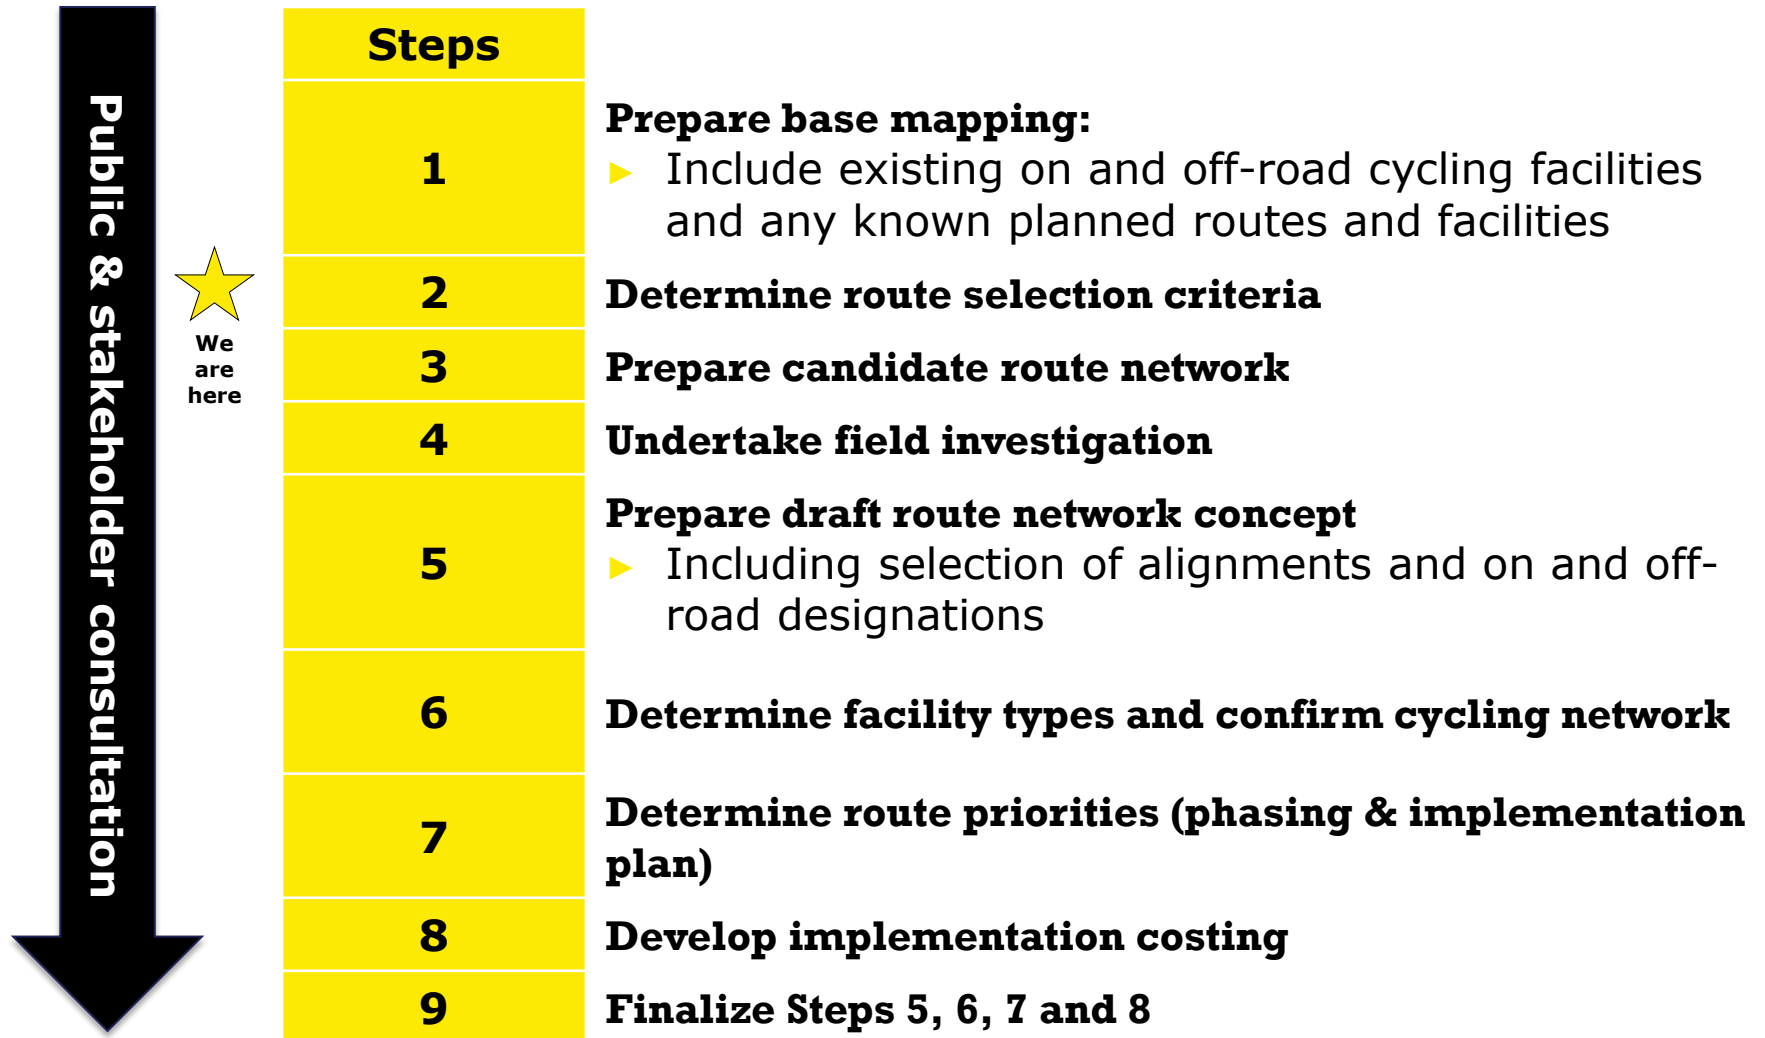 Public & stakeholder consultation
We
are
here
Steps
1
Prepare base mapping:
► Include existing on and off-road cycling facilities
and any known planned routes and facilities
2
Determine route selection criteria
3
Prepare candidate route network
4
Undertake field investigation
5
Prepare draft route network concept
► Including selection of alignments and on and off-
road designations
6
Determine facility types and confirm cycling network
7
Determine route priorities (phasing & implementation
plan)
8
Develop implementation costing
9
Finalize Steps 5, 6, 7 and 8